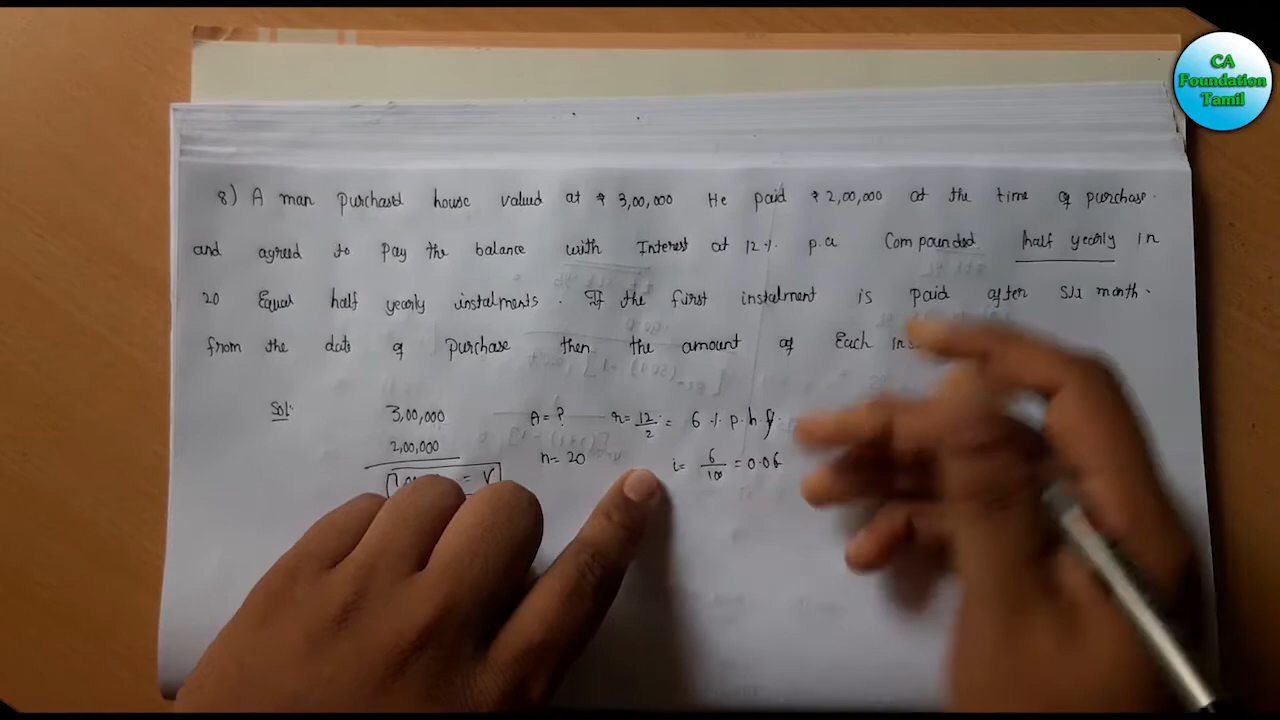 CA
Foundation
Tamil
8) A man purchased house valued at ₹ 3,00,000 He paid ₹ 2,00,000 at the time of purchase.
and agreed to pay the balance with Interest at 12 % p.a Compounded half yearly in
20 Equal half yearly instalments. If the first instalment is paid after six month.
from the date of purchase then the amount of Each
Sol:
3,00,000 A = ? r = 12/2 = 6 % p.h.y.
2,00,000 n = 20 i = 6/100 = 0.06
= V